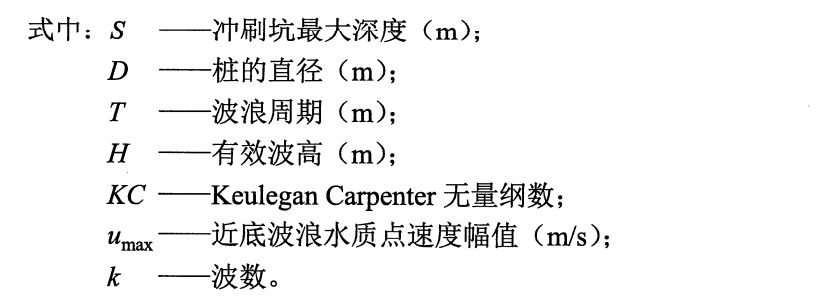 式中：S ——冲刷坑最大深度（m）；
D ——桩的直径（m）；
T ——波浪周期（m）；
H ——有效波高（m）；
KC ——Keulegan Carpenter 无量纲数；
umax ——近底波浪水质点速度幅值（m/s）；
k ——波数。